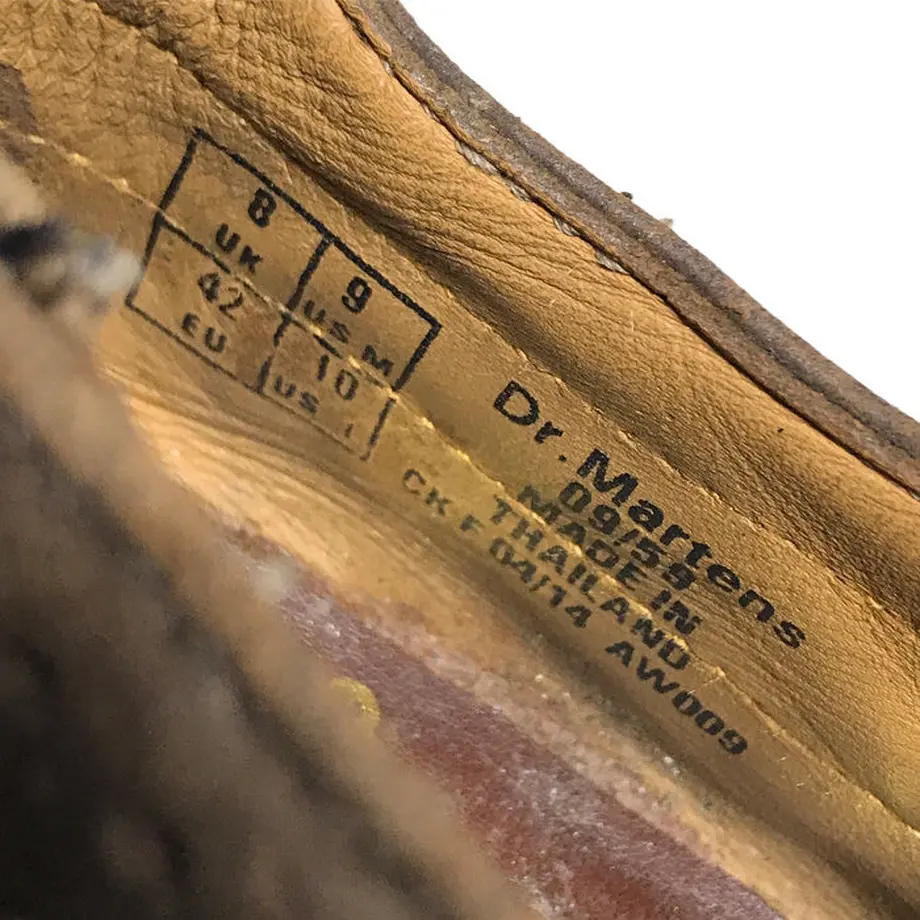 8
UK
9
US M
42
EU
10
US L
Dr. Martens
09/59
MADE IN
THAILAND
CK F 04/14 AW009